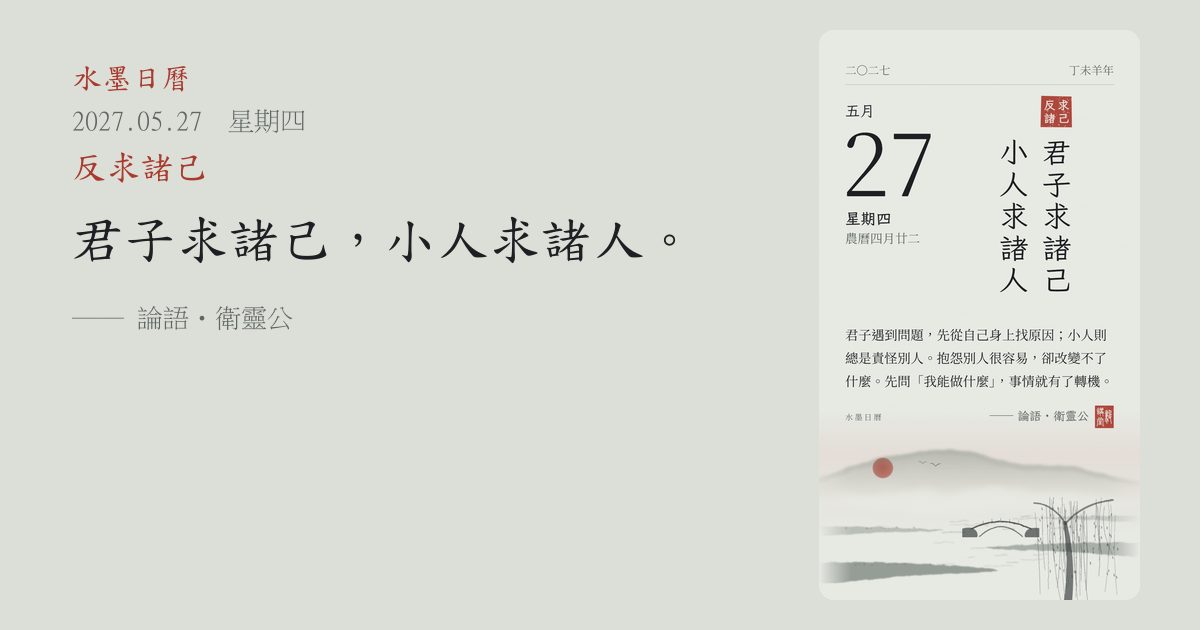 水墨日曆
2027.05.27 星期四
反求諸己
君子求諸己，小人求諸人。
—— 論語・衛靈公
二〇二七
丁未羊年
五月
27
星期四
農曆四月廿二
求己
反諸
君子求諸己
小人求諸人
君子遇到問題，先從自己身上找原因；小人則
總是責怪別人。抱怨別人很容易，卻改變不了
什麼。先問「我能做什麼」，事情就有了轉機。
水墨日曆
—— 論語・衛靈公